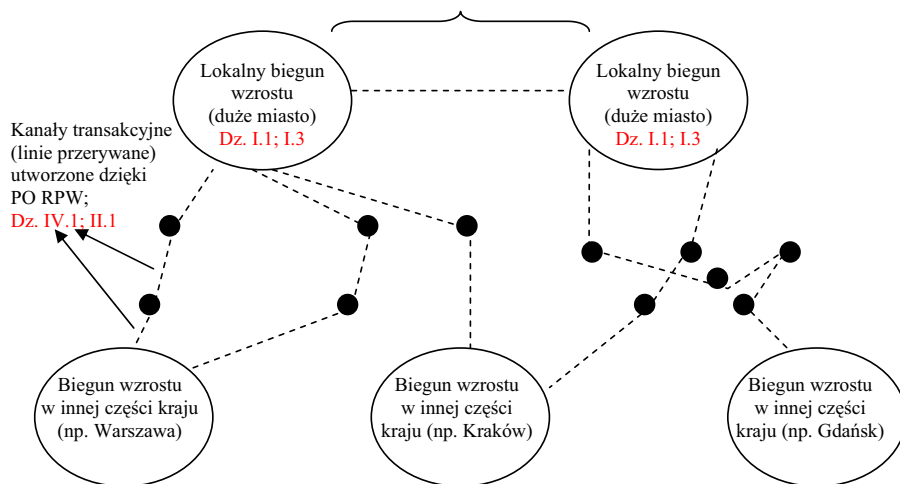 Lokalny biegun
wzrostu
(duże miasto)
Dz. I.1; I.3
Lokalny biegun
wzrostu
(duże miasto)
Dz. I.1; I.3
Kanały transakcyjne
(linie przerywane)
utworzone dzięki
PO RPW;
Dz. IV.1; II.1
Biegun wzrostu
w innej części kraju
(np. Warszawa)
Biegun wzrostu
w innej części
kraju (np. Kraków)
Biegun wzrostu
w innej części
kraju (np. Gdańsk)